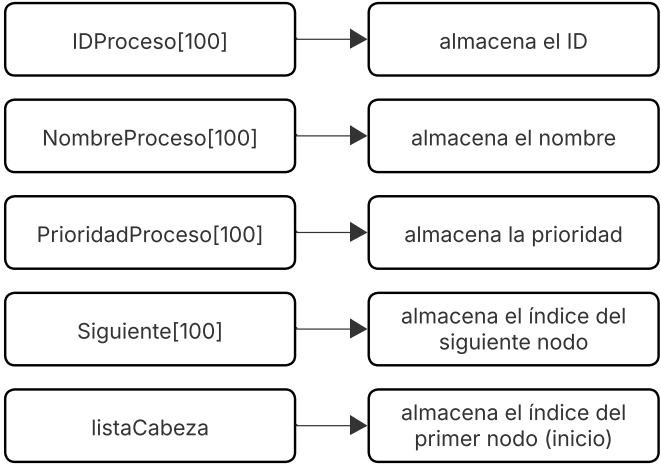 IDProceso[100]
almacena el ID
NombreProceso[100]
almacena el nombre
PrioridadProceso[100]
almacena la prioridad
Siguiente[100]
almacena el índice del
siguiente nodo
listaCabeza
almacena el índice del
primer nodo (inicio)